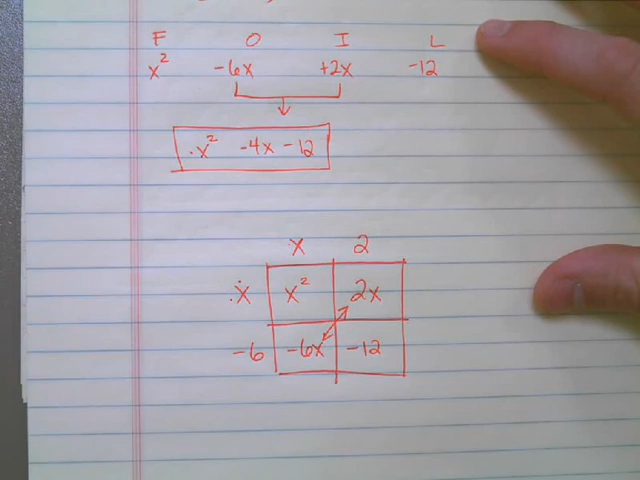 F O I L
x² -6x +2x -12
x² -4x -12
x 2
x x² 2x
-6 -6x -12